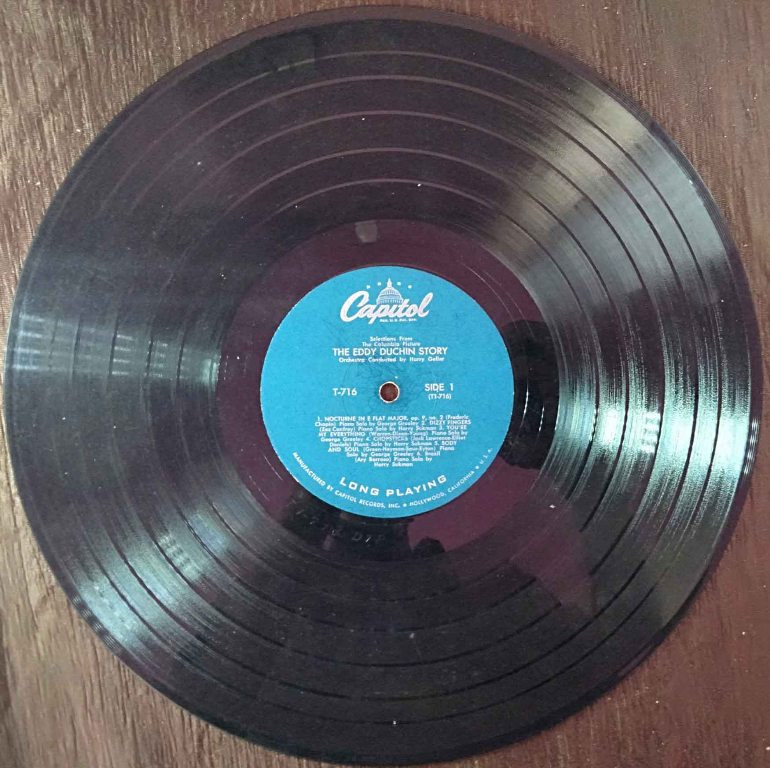 Capitol
REG. U.S. PAT. OFF.
Selections From
The Columbia Picture
THE EDDY DUCHIN STORY
Orchestra Conducted by Harry Geller
T-716
SIDE 1
(T1-716)
1. NOCTURNE IN E FLAT MAJOR, op. 9, no. 2 (Frederic
Chopin) Piano Solo by George Greeley 2. DIZZY FINGERS
(Zez Confrey) Piano Solo by Harry Sukman 3. YOU'RE
MY EVERYTHING (Warren-Dixon-Young) Piano Solo by
George Greeley 4. CHOPSTICKS (Jack Lawrence-Elliot
Daniels) Piano Solo by Harry Sukman 5. BODY
AND SOUL (Green-Heyman-Sour-Eyton) Piano
Solo by George Greeley 6. Brazil
(Ary Barroso) Piano Solo by
Harry Sukman
LONG PLAYING
MANUFACTURED BY CAPITOL RECORDS, INC. • HOLLYWOOD, CALIFORNIA • U.S.A.